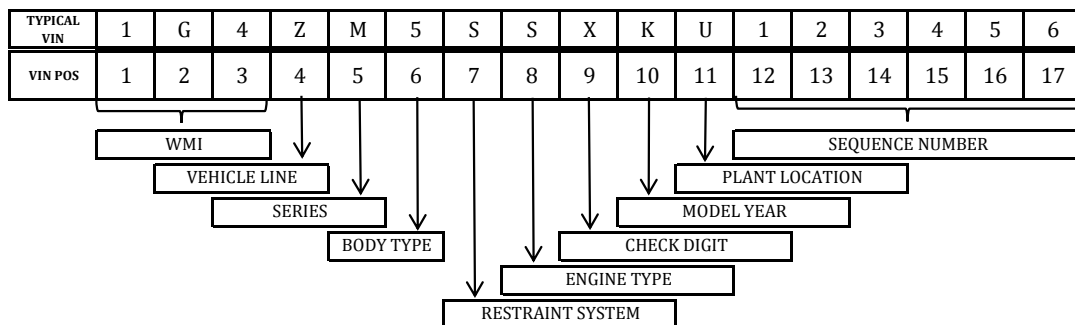 TYPICAL VIN 1 G 4 Z M 5 S S X K U 1 2 3 4 5 6
VIN POS 1 2 3 4 5 6 7 8 9 10 11 12 13 14 15 16 17
WMI SEQUENCE NUMBER
VEHICLE LINE PLANT LOCATION
SERIES MODEL YEAR
BODY TYPE CHECK DIGIT
ENGINE TYPE
RESTRAINT SYSTEM